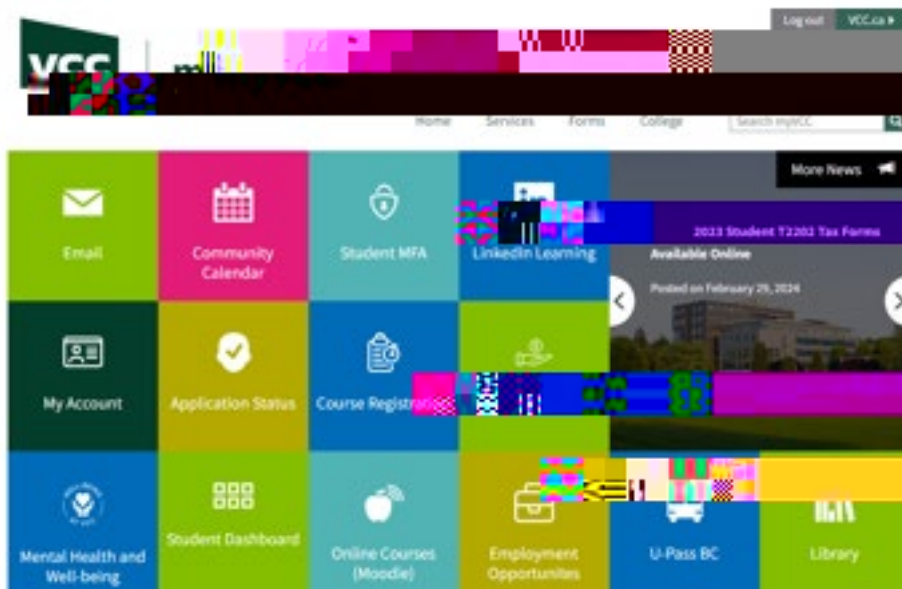 Log out VCC.ca
VCC
Home Services Forms College Search myVCC
More News
Email
Community
Calendar
Student MFA
LinkedIn Learning
2023 Student T2202 Tax Forms
Available Online
Posted on February 29, 2024
My Account
Application Status
Course Registration
Mental Health and
Well-being
Student Dashboard
Online Courses
(Moodle)
Employment
Opportunites
U-Pass BC
Library